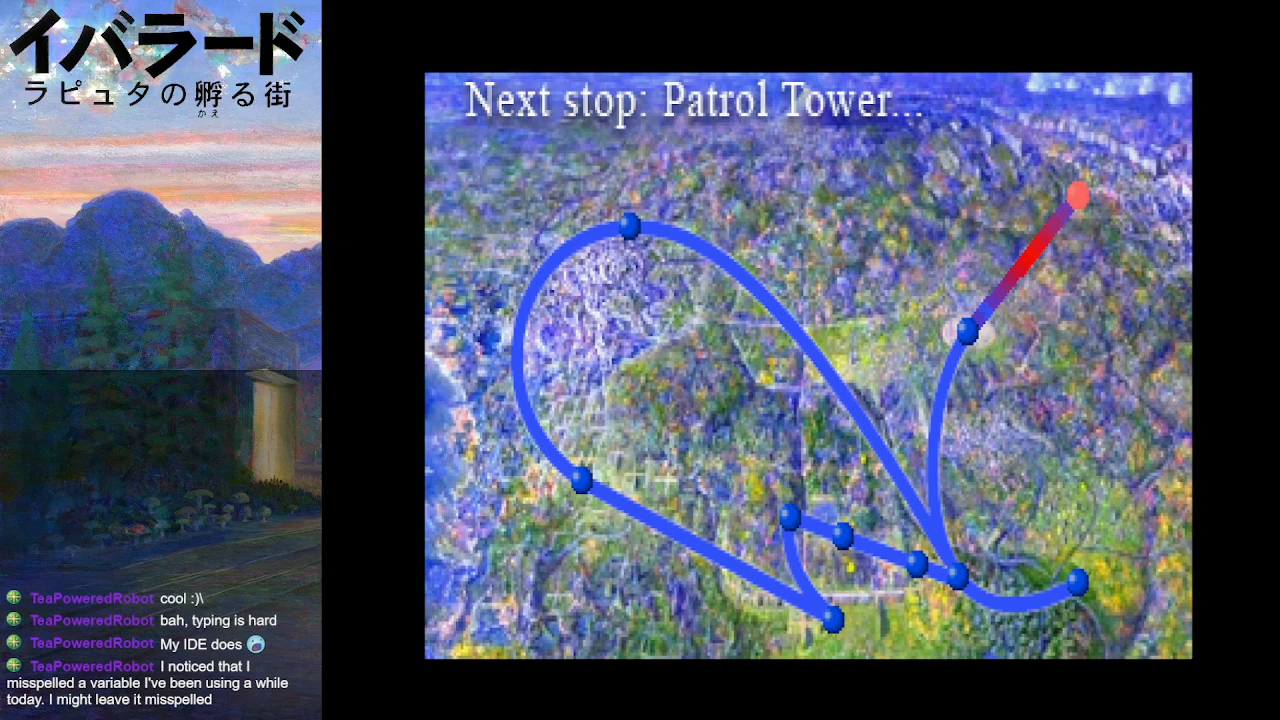 イバラード
ラピュタの孵る街
かえ
Next stop: Patrol Tower...
TeaPoweredRobot cool :)\
TeaPoweredRobot bah, typing is hard
TeaPoweredRobot My IDE does
TeaPoweredRobot I noticed that I
misspelled a variable I've been using a while
today. I might leave it misspelled